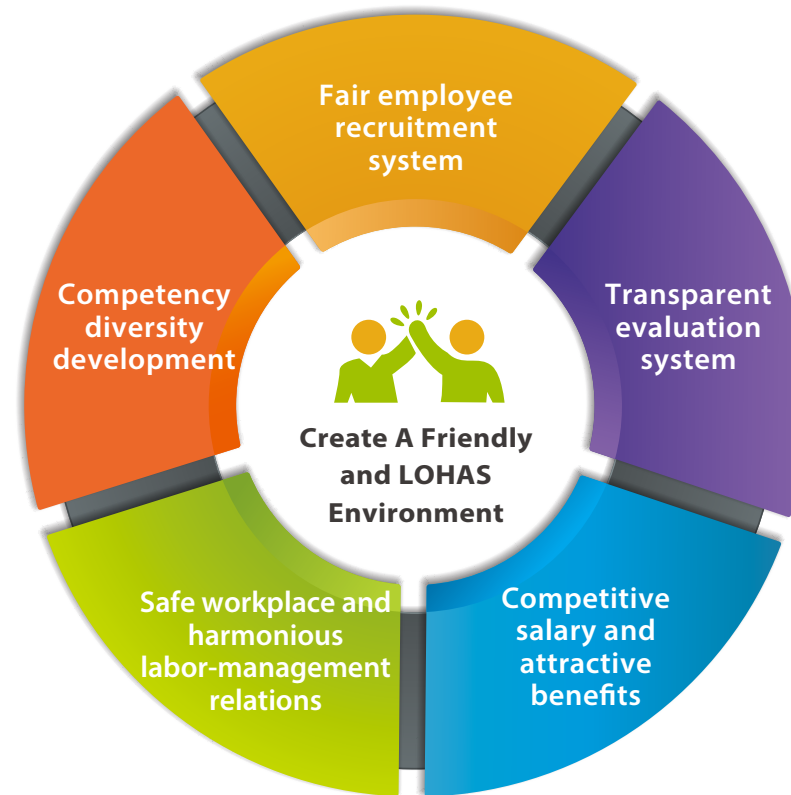 Fair employee
recruitment
system
Transparent
evaluation
system
Competitive
salary and
attractive
benefits
Safe workplace and
harmonious
labor-management
relations
Competency
diversity
development
Create A Friendly
and LOHAS
Environment